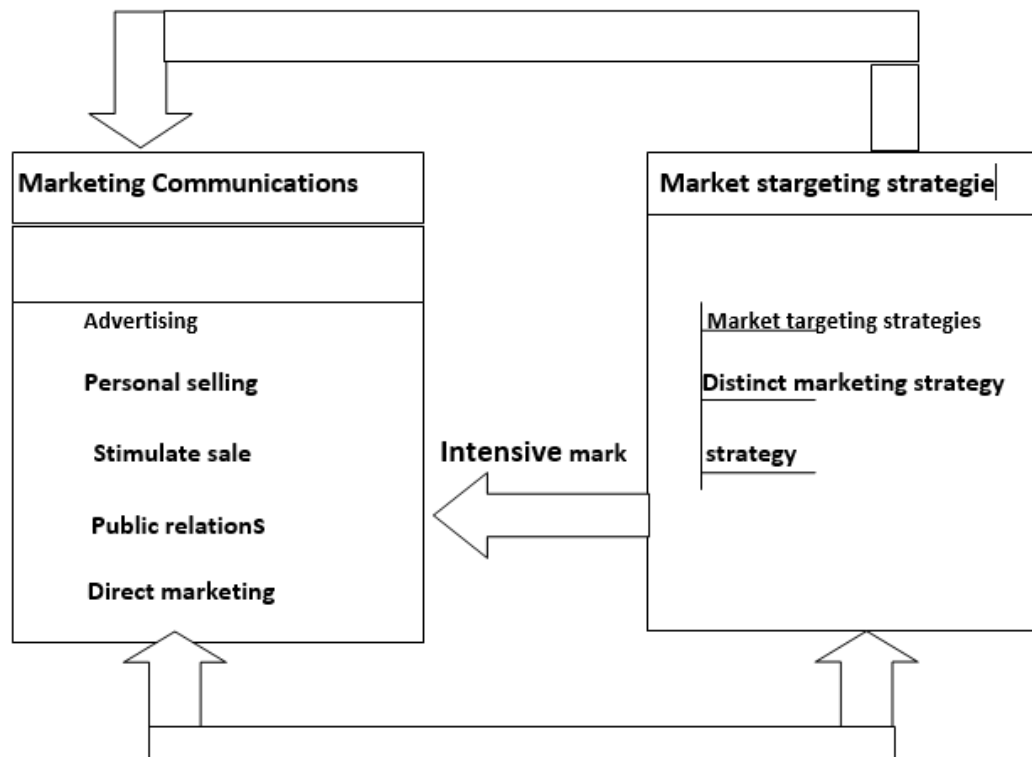 Marketing Communications
Market stargeting strategie
Advertising
Personal selling
Stimulate sale
Public relations
Direct marketing
Intensive mark
Market targeting strategies
Distinct marketing strategy
strategy